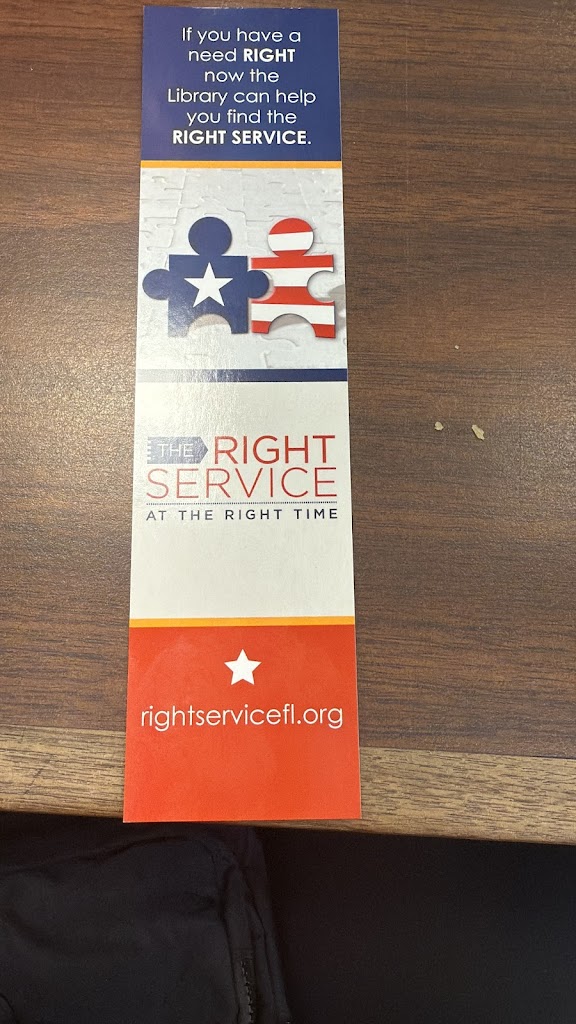 If you have a
need RIGHT
now the
Library can help
you find the
RIGHT SERVICE.
THE RIGHT
SERVICE
AT THE RIGHT TIME
rightservicefl.org